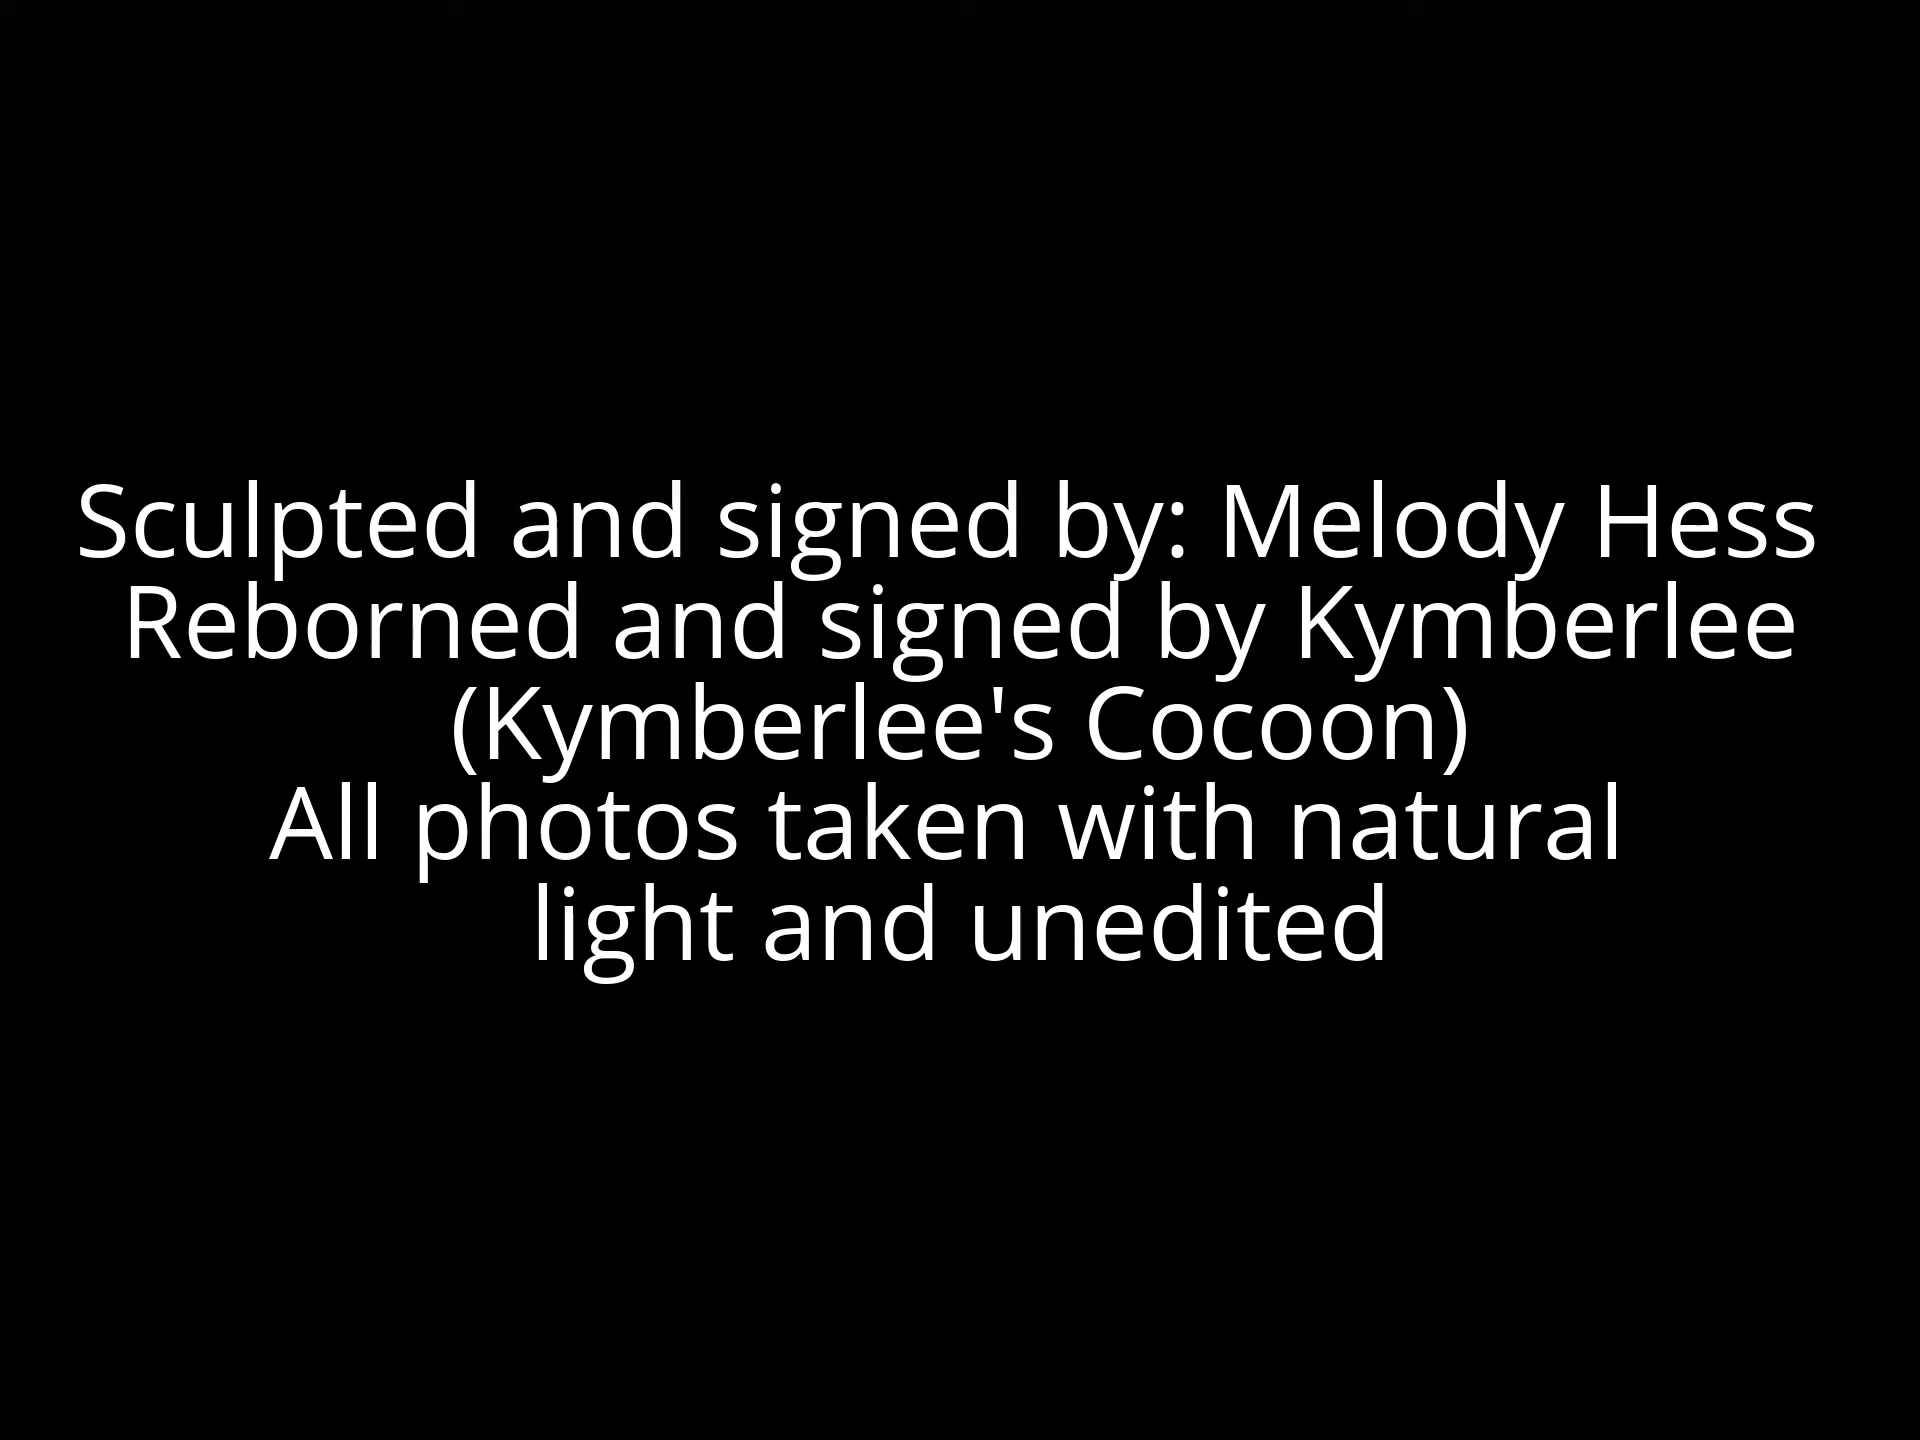 Sculpted and signed by: Melody Hess
Reborned and signed by Kymberlee
(Kymberlee's Cocoon)
All photos taken with natural
light and unedited